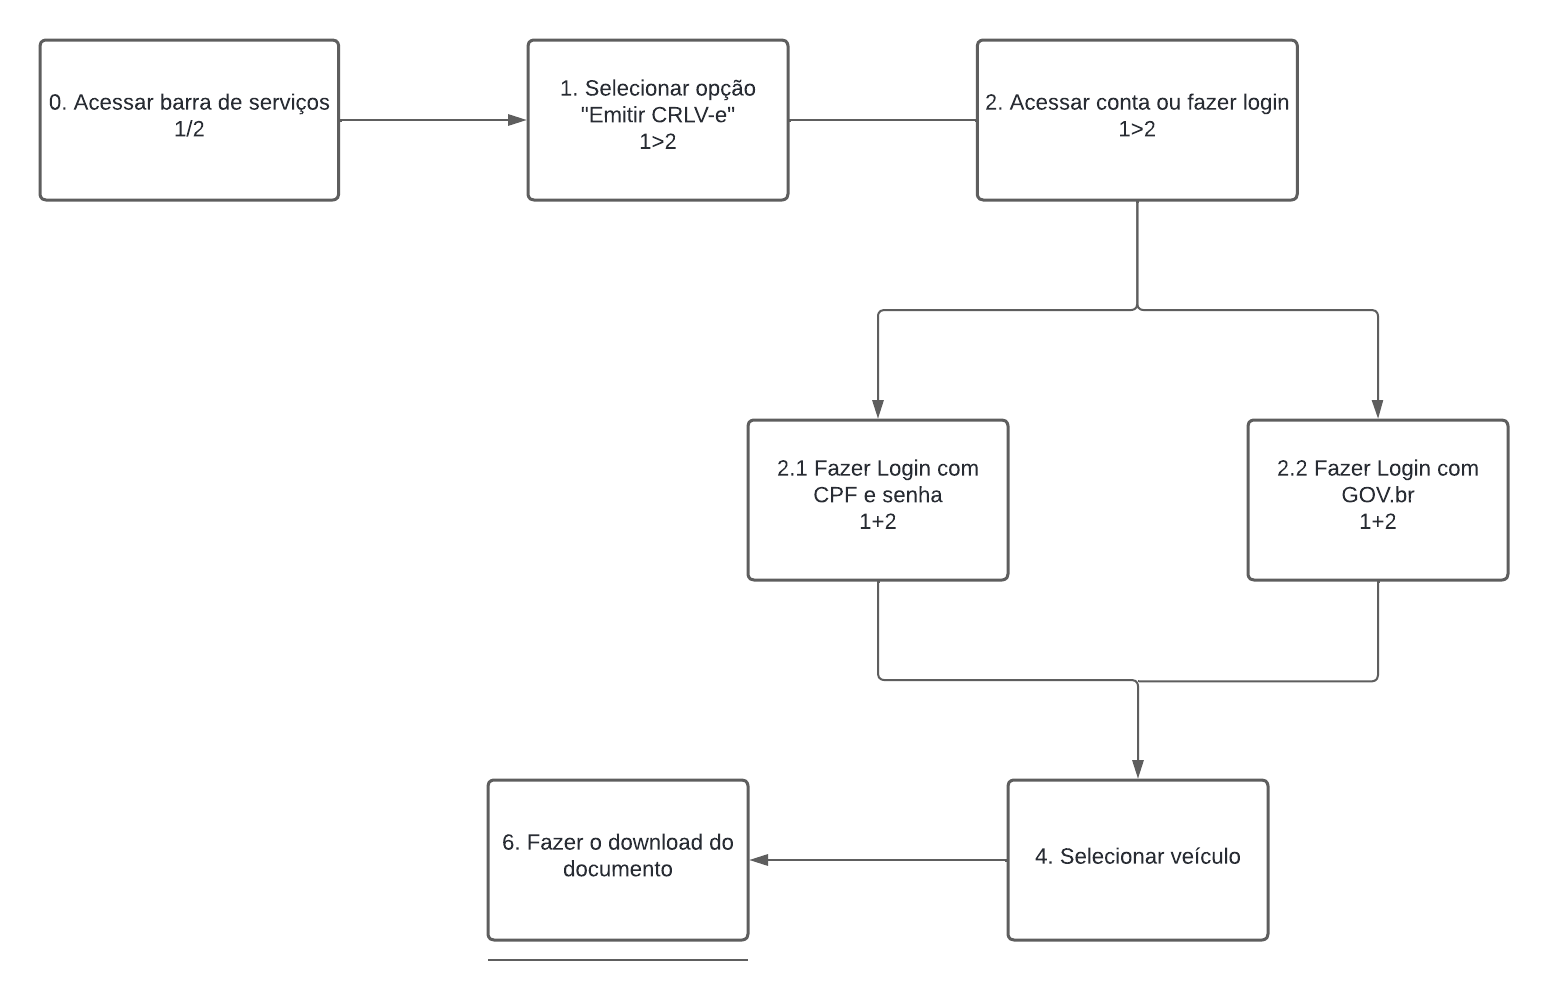 0. Acessar barra de serviços
1/2
1. Selecionar opção
"Emitir CRLV-e"
1>2
2. Acessar conta ou fazer login
1>2
2.1 Fazer Login com
CPF e senha
1+2
2.2 Fazer Login com
GOV.br
1+2
6. Fazer o download do
documento
4. Selecionar veículo